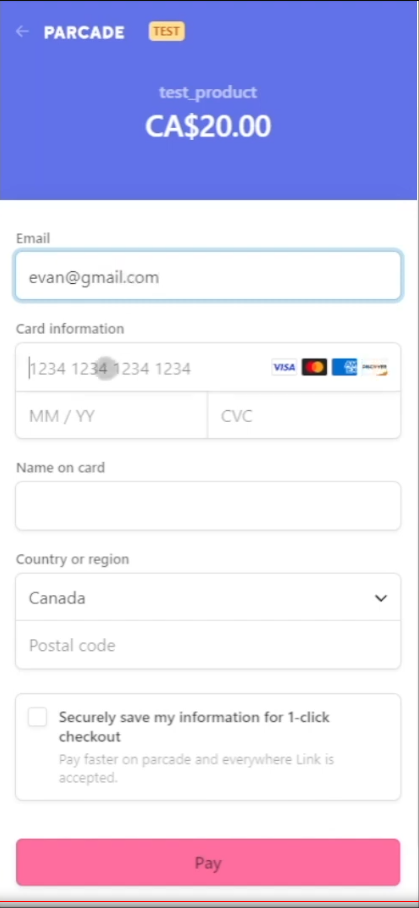 PARCADE TEST
test_product
CA$20.00
Email
evan@gmail.com
Card information
1234 1234 1234 1234 VISA DISCOVER
MM / YY CVC
Name on card
Country or region
Canada
Postal code
Securely save my information for 1-click
checkout
Pay faster on parcade and everywhere Link is
accepted.
Pay